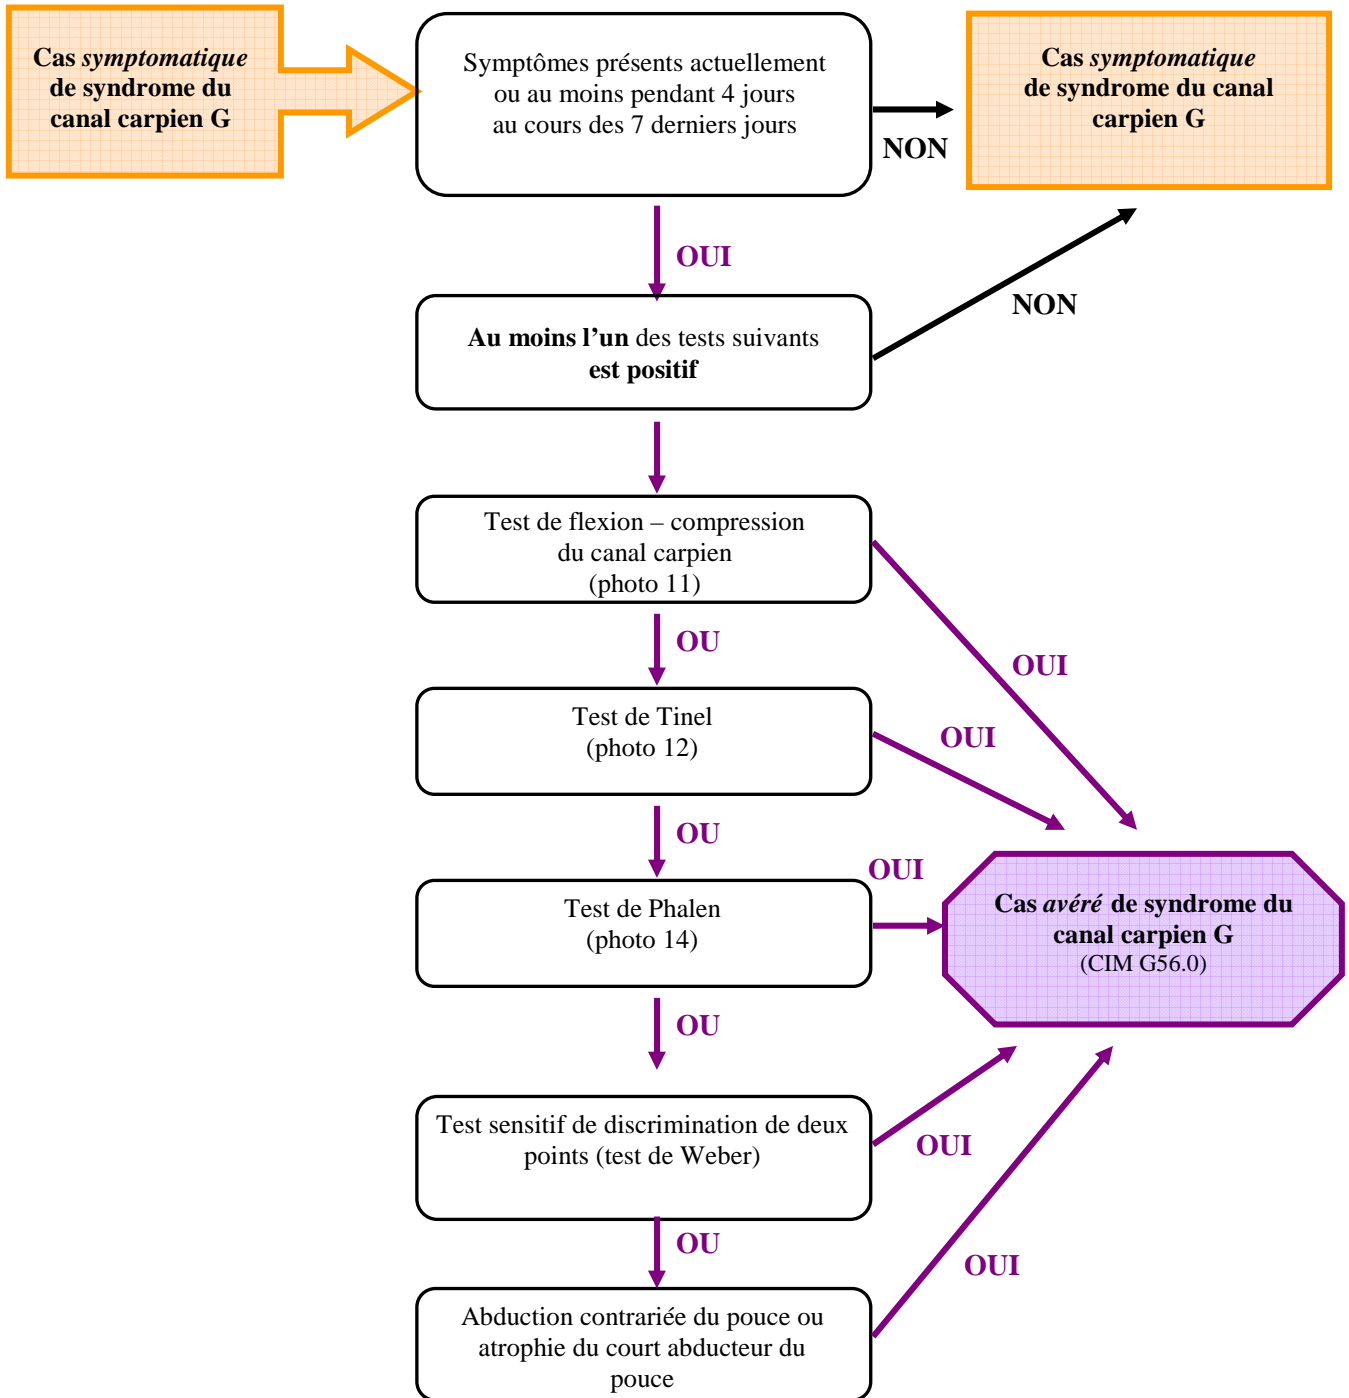 Cas symptomatique
de syndrome du
canal carpien G
Symptômes présents actuellement
ou au moins pendant 4 jours
au cours des 7 derniers jours
NON
Cas symptomatique
de syndrome du canal
carpien G
OUI
NON
Au moins l’un des tests suivants
est positif
Test de flexion – compression
du canal carpien
(photo 11)
OUI
OU
Test de Tinel
(photo 12)
OUI
OU
Test de Phalen
(photo 14)
OUI
Cas avéré de syndrome du
canal carpien G
(CIM G56.0)
OU
Test sensitif de discrimination de deux
points (test de Weber)
OUI
OU
Abduction contrariée du pouce ou
atrophie du court abducteur du
pouce
OUI